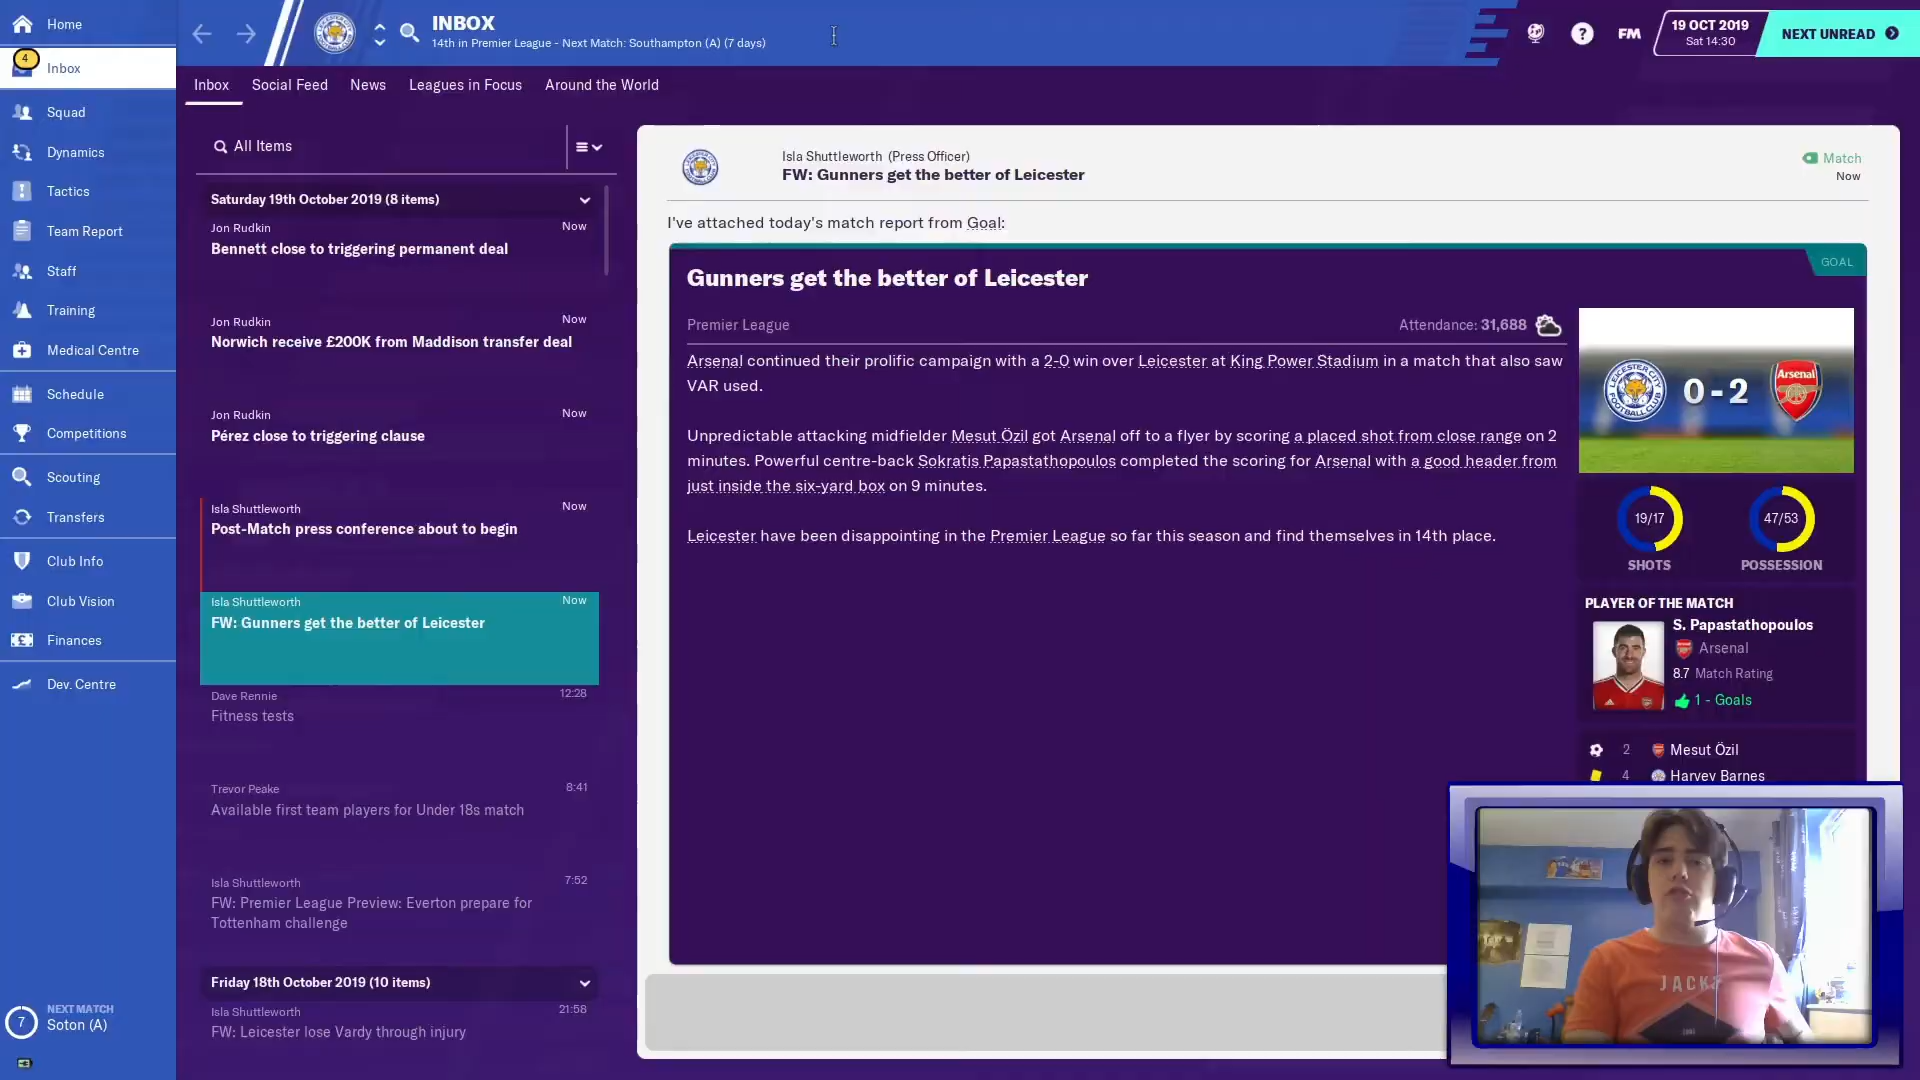 Home
4
Inbox
Squad
Dynamics
Tactics
Team Report
Staff
Training
Medical Centre
Schedule
Competitions
Scouting
Transfers
Club Info
Club Vision
Finances
Dev. Centre
7
NEXT MATCH
Soton (A)
INBOX
14th in Premier League - Next Match: Southampton (A) (7 days)
?
FM
19 OCT 2019
Sat 14:30
NEXT UNREAD
Inbox Social Feed News Leagues in Focus Around the World
All Items
Saturday 19th October 2019 (8 items)
Jon Rudkin Now
Bennett close to triggering permanent deal
Jon Rudkin Now
Norwich receive £200K from Maddison transfer deal
Jon Rudkin Now
Pérez close to triggering clause
Isla Shuttleworth Now
Post-Match press conference about to begin
Isla Shuttleworth Now
FW: Gunners get the better of Leicester
Dave Rennie 12:28
Fitness tests
Trevor Peake 8:41
Available first team players for Under 18s match
Isla Shuttleworth 7:52
FW: Premier League Preview: Everton prepare for
Tottenham challenge
Friday 18th October 2019 (10 items)
Isla Shuttleworth 21:58
FW: Leicester lose Vardy through injury
Isla Shuttleworth (Press Officer)
FW: Gunners get the better of Leicester
Match
Now
I've attached today's match report from Goal:
GOAL
Gunners get the better of Leicester
Premier League Attendance: 31,688
Arsenal continued their prolific campaign with a 2-0 win over Leicester at King Power Stadium in a match that also saw
VAR used.
Unpredictable attacking midfielder Mesut Özil got Arsenal off to a flyer by scoring a placed shot from close range on 2
minutes. Powerful centre-back Sokratis Papastathopoulos completed the scoring for Arsenal with a good header from
just inside the six-yard box on 9 minutes.
Leicester have been disappointing in the Premier League so far this season and find themselves in 14th place.
LEICESTER CITY
FOOTBALL CLUB
0 - 2
Arsenal
19/17
47/53
SHOTS POSSESSION
PLAYER OF THE MATCH
S. Papastathopoulos
Arsenal
8.7 Match Rating
1 - Goals
2 Mesut Özil
4 Harvey Barnes